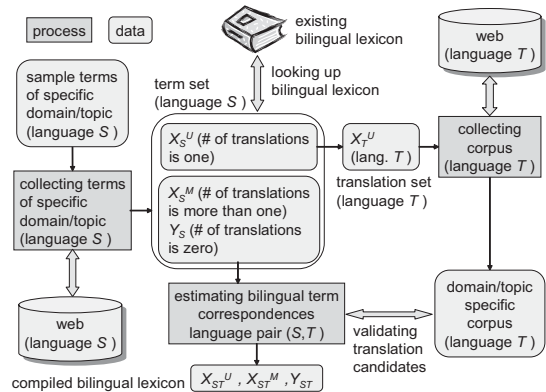 process
data
existing
bilingual lexicon
web
(language T )
sample terms
of specific
domain/topic
(language S )
term set
(language S )
looking up
bilingual lexicon
X_S^U (# of translations
is one)
X_T^U
(lang. T )
collecting
corpus
(language T )
translation set
(language T )
collecting terms
of specific
domain/topic
(language S )
X_S^M (# of translations
is more than one)
Y_S (# of translations
is zero)
web
(language S )
estimating bilingual term
correspondences
language pair (S,T )
validating
translation
candidates
domain/topic
specific
corpus
(language T )
compiled bilingual lexicon
X_ST^U , X_ST^M , Y_ST